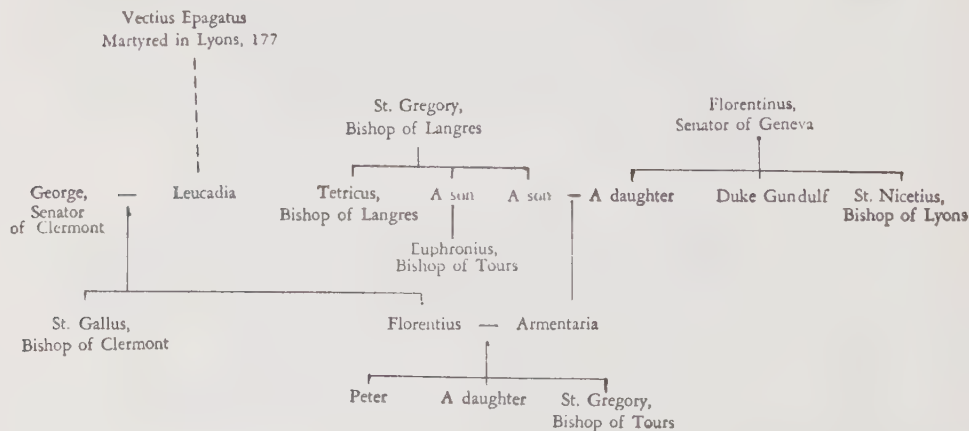 Vectius Epagatus
Martyred in Lyons, 177
St. Gregory,
Bishop of Langres
Florentinus,
Senator of Geneva
George,
Senator
of Clermont
—
Leucadia
Tetricus,
Bishop of Langres
A son
A son
—
A daughter
Duke Gundulf
St. Nicetius,
Bishop of Lyons
Euphronius,
Bishop of Tours
St. Gallus,
Bishop of Clermont
Florentius — Armentaria
Peter
A daughter
St. Gregory,
Bishop of Tours